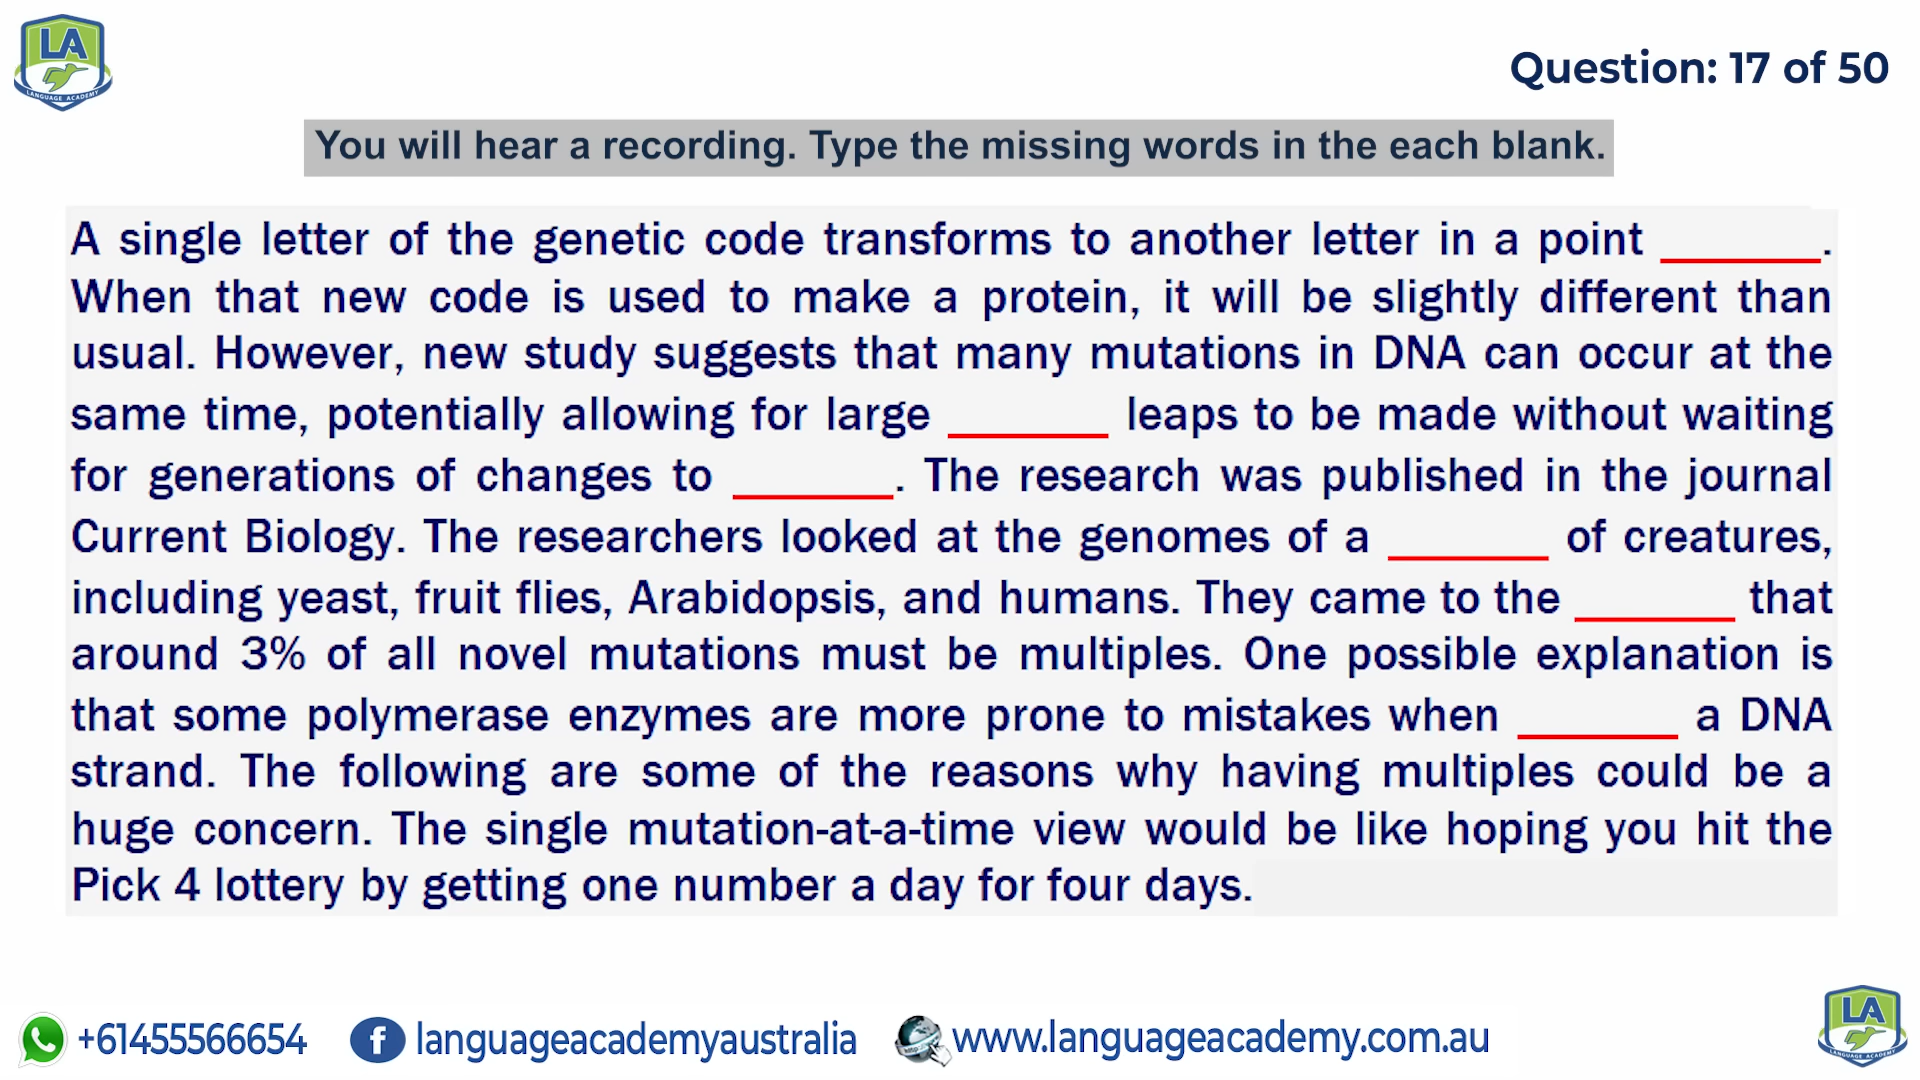 LA
LANGUAGE ACADEMY
Question: 17 of 50
You will hear a recording. Type the missing words in the each blank.
A single letter of the genetic code transforms to another letter in a point ______.
When that new code is used to make a protein, it will be slightly different than
usual. However, new study suggests that many mutations in DNA can occur at the
same time, potentially allowing for large ______ leaps to be made without waiting
for generations of changes to ______. The research was published in the journal
Current Biology. The researchers looked at the genomes of a ______ of creatures,
including yeast, fruit flies, Arabidopsis, and humans. They came to the ______ that
around 3% of all novel mutations must be multiples. One possible explanation is
that some polymerase enzymes are more prone to mistakes when ______ a DNA
strand. The following are some of the reasons why having multiples could be a
huge concern. The single mutation-at-a-time view would be like hoping you hit the
Pick 4 lottery by getting one number a day for four days.
+61455566654 f languageacademyaustralia http:// www.languageacademy.com.au
LA
LANGUAGE ACADEMY